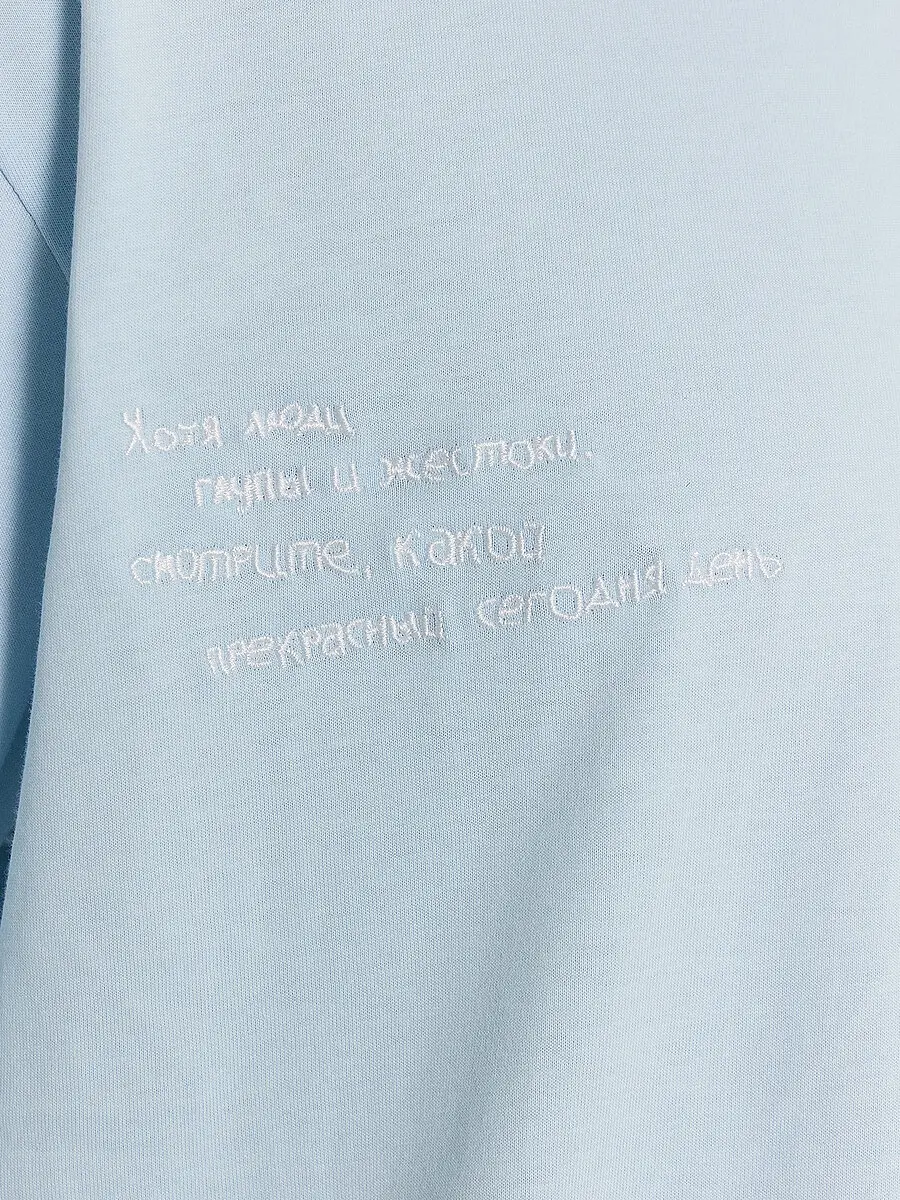 Хотя люди
глупы и жестоки.
смотрите, какой
прекрасный сегодня день